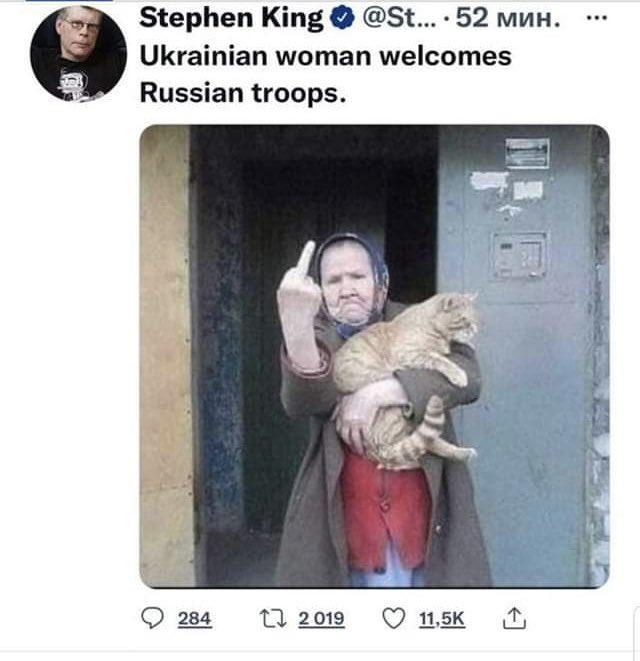 Stephen King @St... · 52 мин. ...
Ukrainian woman welcomes
Russian troops.
284 2 019 11,5K